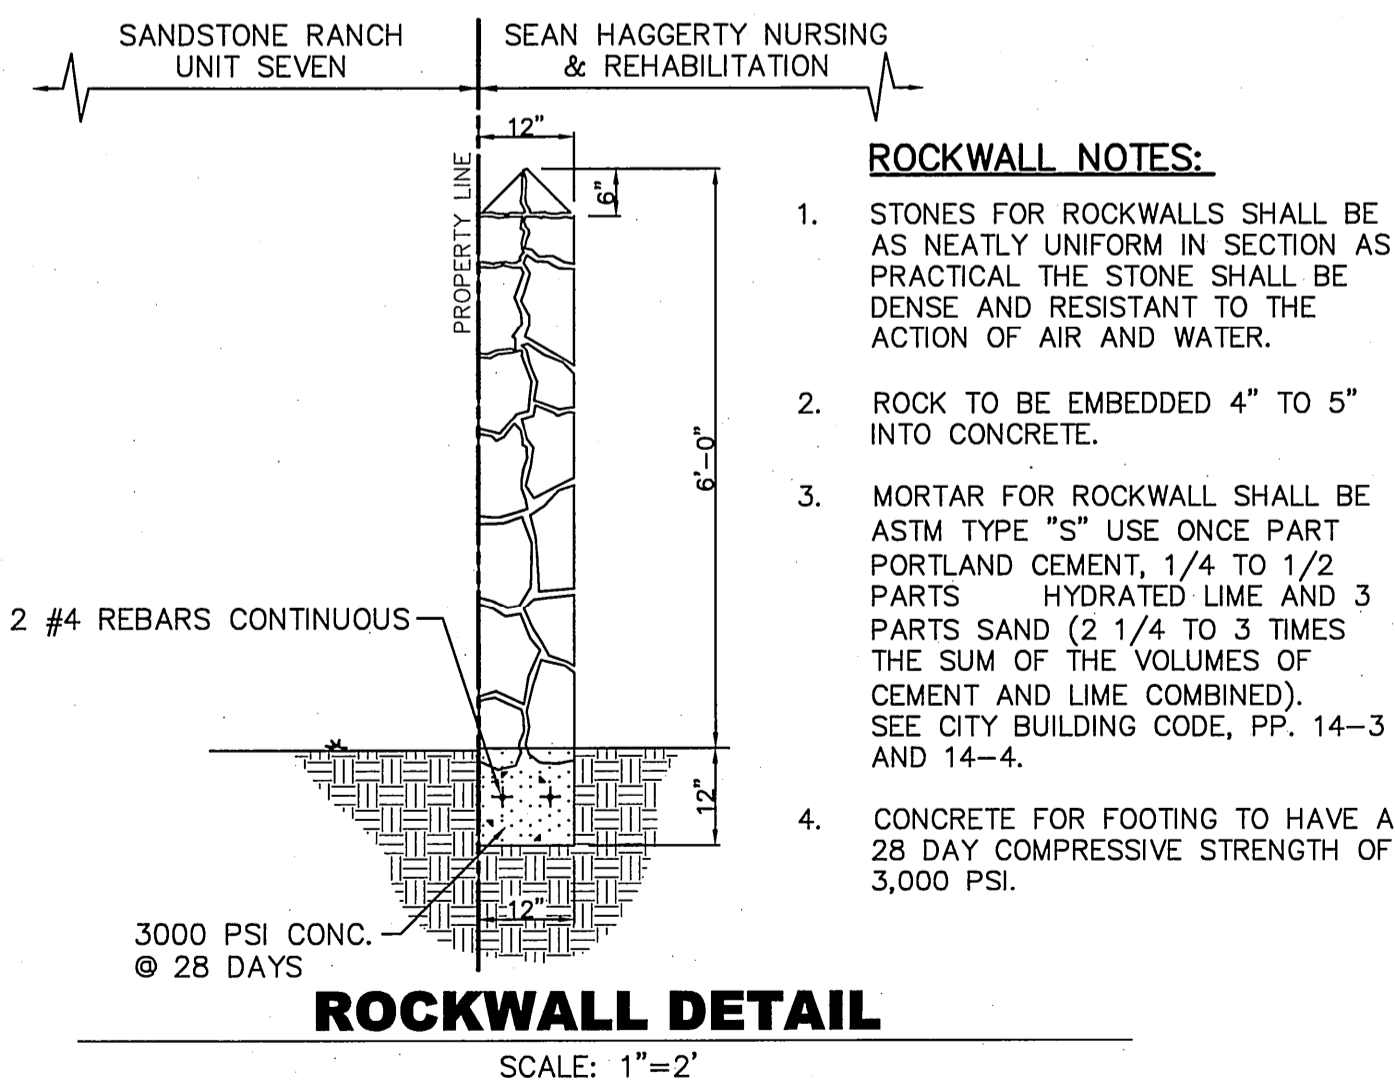 SANDSTONE RANCH
UNIT SEVEN
SEAN HAGGERTY NURSING
& REHABILITATION
12"
PROPERTY LINE
6"
6'-0"
2 #4 REBARS CONTINUOUS
12"
12"
3000 PSI CONC.
@ 28 DAYS
ROCKWALL NOTES:
1. STONES FOR ROCKWALLS SHALL BE
AS NEATLY UNIFORM IN SECTION AS
PRACTICAL THE STONE SHALL BE
DENSE AND RESISTANT TO THE
ACTION OF AIR AND WATER.
2. ROCK TO BE EMBEDDED 4" TO 5"
INTO CONCRETE.
3. MORTAR FOR ROCKWALL SHALL BE
ASTM TYPE "S" USE ONCE PART
PORTLAND CEMENT, 1/4 TO 1/2
PARTS HYDRATED LIME AND 3
PARTS SAND (2 1/4 TO 3 TIMES
THE SUM OF THE VOLUMES OF
CEMENT AND LIME COMBINED).
SEE CITY BUILDING CODE, PP. 14-3
AND 14-4.
4. CONCRETE FOR FOOTING TO HAVE A
28 DAY COMPRESSIVE STRENGTH OF
3,000 PSI.
ROCKWALL DETAIL
SCALE: 1"=2'